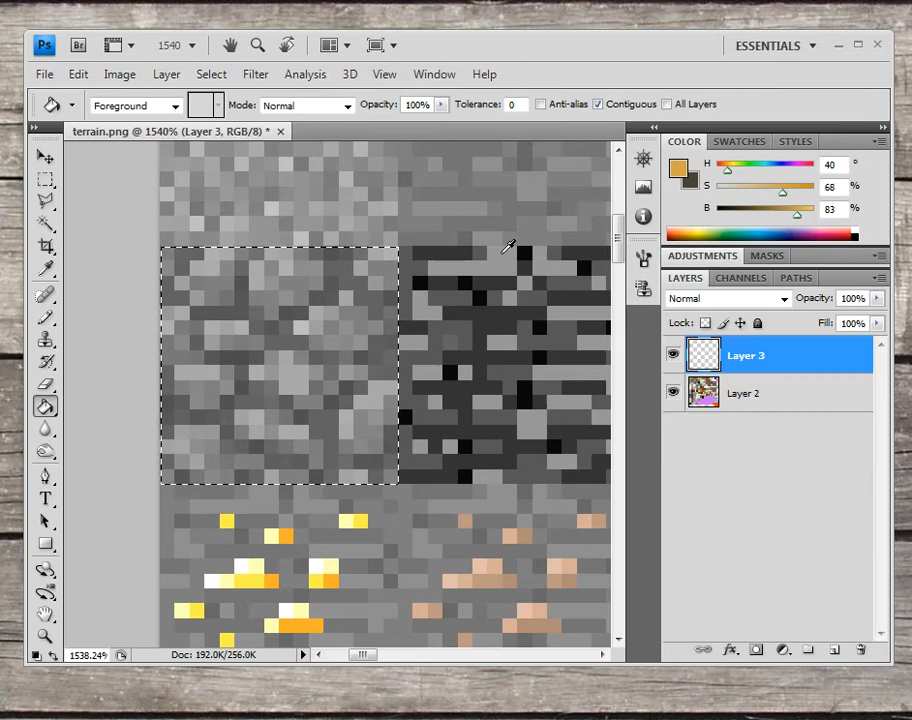 Ps Br 1540 ESSENTIALS
File Edit Image Layer Select Filter Analysis 3D View Window Help
Foreground Mode: Normal Opacity: 100% Tolerance: 0 Anti-alias Contiguous All Layers
terrain.png @ 1540% (Layer 3, RGB/8) *
COLOR SWATCHES STYLES
H 40 °
S 68 %
B 83 %
ADJUSTMENTS MASKS
LAYERS CHANNELS PATHS
Normal Opacity: 100%
Lock: Fill: 100%
Layer 3
Layer 2
T
1538.24% Doc: 192.0K/256.0K
fx